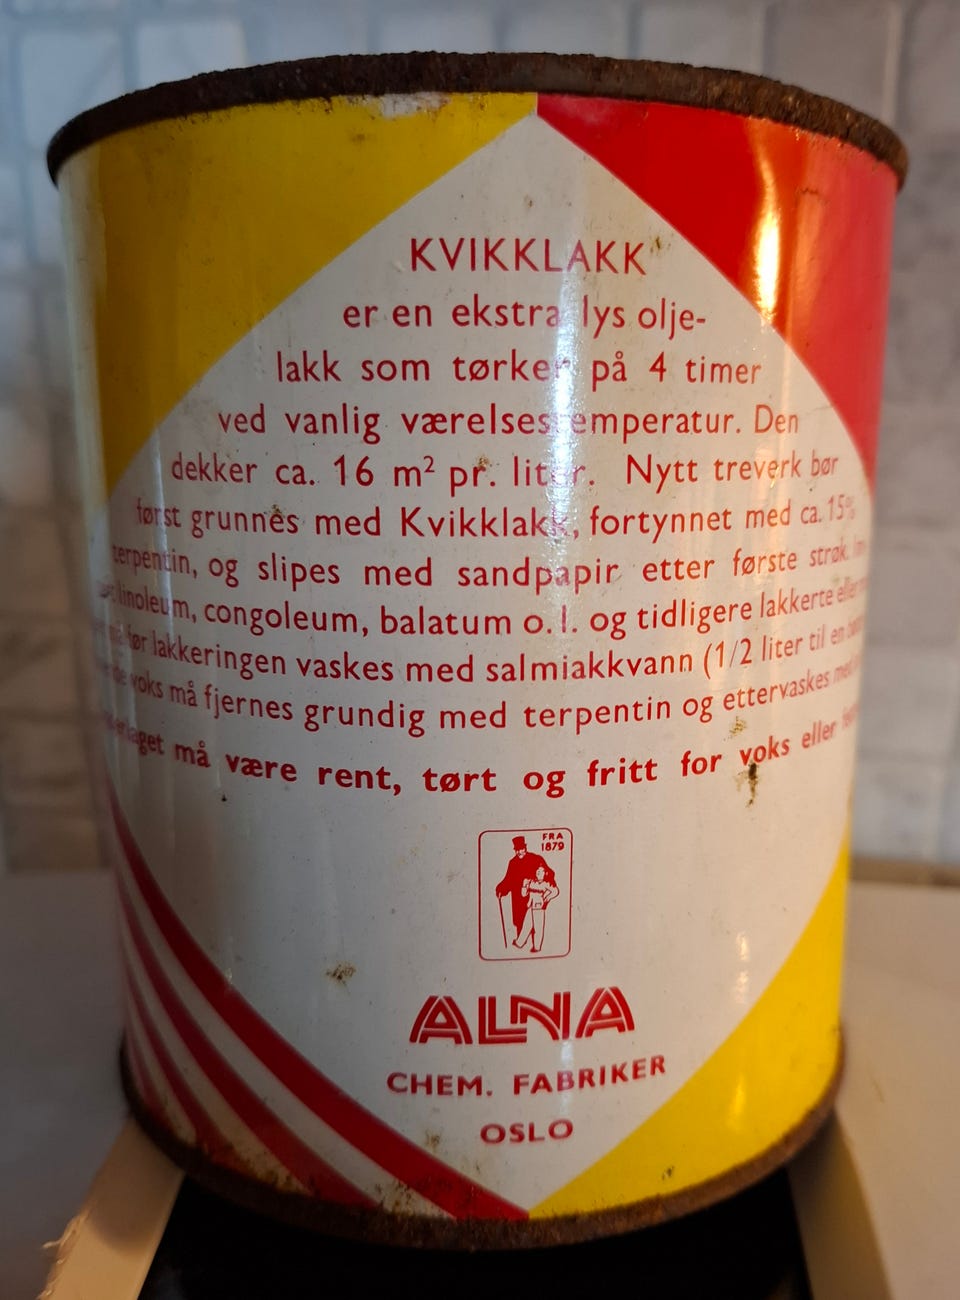 KVIKKLAKK
er en ekstra lys olje-
lakk som tørker på 4 timer
ved vanlig værelsestemperatur. Den
dekker ca. 16 m² pr. liter. Nytt treverk bør
først grunnes med Kvikklakk, fortynnet med ca. 15%
terpentin, og slipes med sandpapir etter første strøk.
linoleum, congoleum, balatum o. l. og tidligere lakkerte eller
må før lakkeringen vaskes med salmiakkvann (1/2 liter til en
voks må fjernes grundig med terpentin og ettervaskes med
må være rent, tørt og fritt for voks eller
FRA
1879
ALNA
CHEM. FABRIKER
OSLO